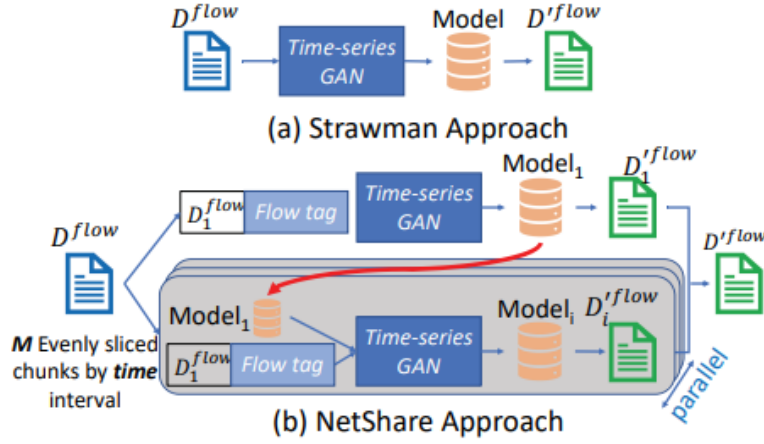 D^{flow}
Model
D'^{flow}
Time-series
GAN
(a) Strawman Approach
Model_1
D_1'^{flow}
D_1^{flow} Flow tag
Time-series
GAN
D^{flow}
D'^{flow}
Model_1
Model_i
D_i'^{flow}
D_1^{flow} Flow tag
Time-series
GAN
M Evenly sliced
chunks by time
interval
parallel
(b) NetShare Approach